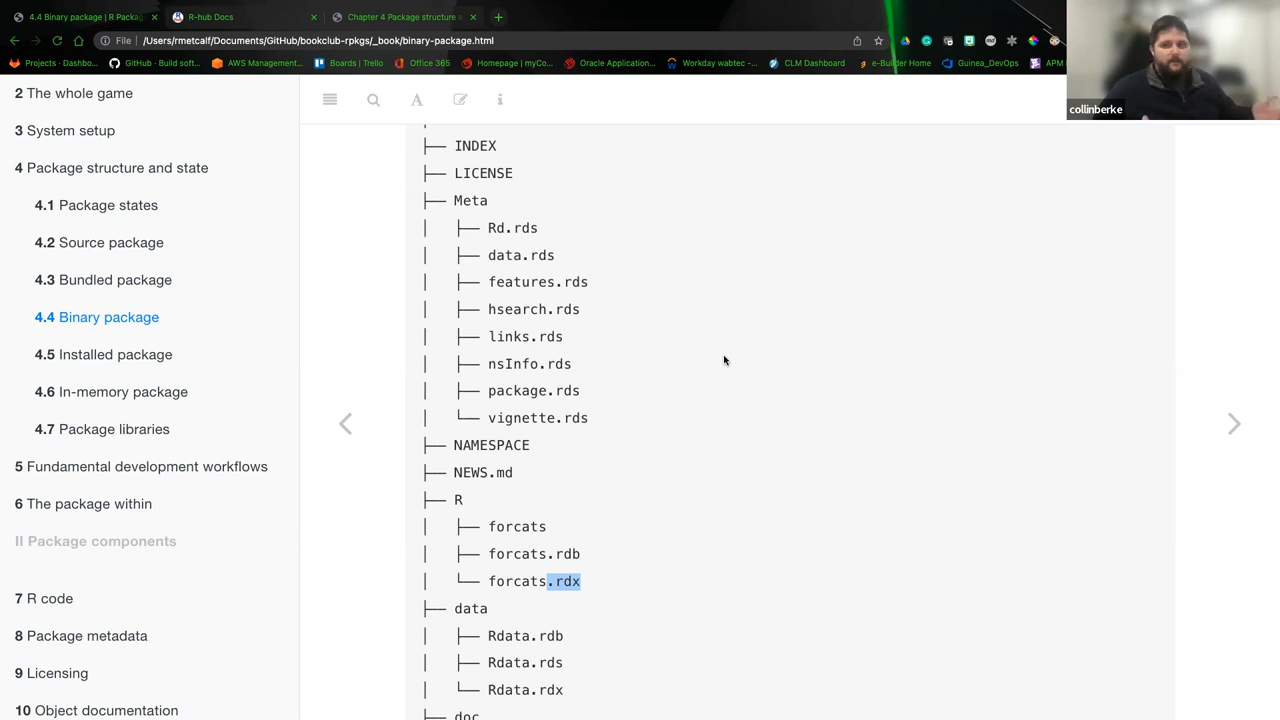 4.4 Binary package | R Packag
R-hub Docs
Chapter 4 Package structure a
File
/Users/rmetcalf/Documents/GitHub/bookclub-rpkgs/_book/binary-package.html
Projects - Dashbo...
GitHub · Build soft...
AWS Management...
Boards | Trello
Office 365
Homepage | myCo...
Oracle Application...
Workday wabtec -...
CLM Dashboard
e-Builder Home
Guinea_DevOps
APM
collinberke
2 The whole game
3 System setup
4 Package structure and state
4.1 Package states
4.2 Source package
4.3 Bundled package
4.4 Binary package
4.5 Installed package
4.6 In-memory package
4.7 Package libraries
5 Fundamental development workflows
6 The package within
II Package components
7 R code
8 Package metadata
9 Licensing
10 Object documentation
├── INDEX
├── LICENSE
├── Meta
│   ├── Rd.rds
│   ├── data.rds
│   ├── features.rds
│   ├── hsearch.rds
│   ├── links.rds
│   ├── nsInfo.rds
│   ├── package.rds
│   └── vignette.rds
├── NAMESPACE
├── NEWS.md
├── R
│   ├── forcats
│   ├── forcats.rdb
│   └── forcats.rdx
├── data
│   ├── Rdata.rdb
│   ├── Rdata.rds
│   └── Rdata.rdx
├── doc